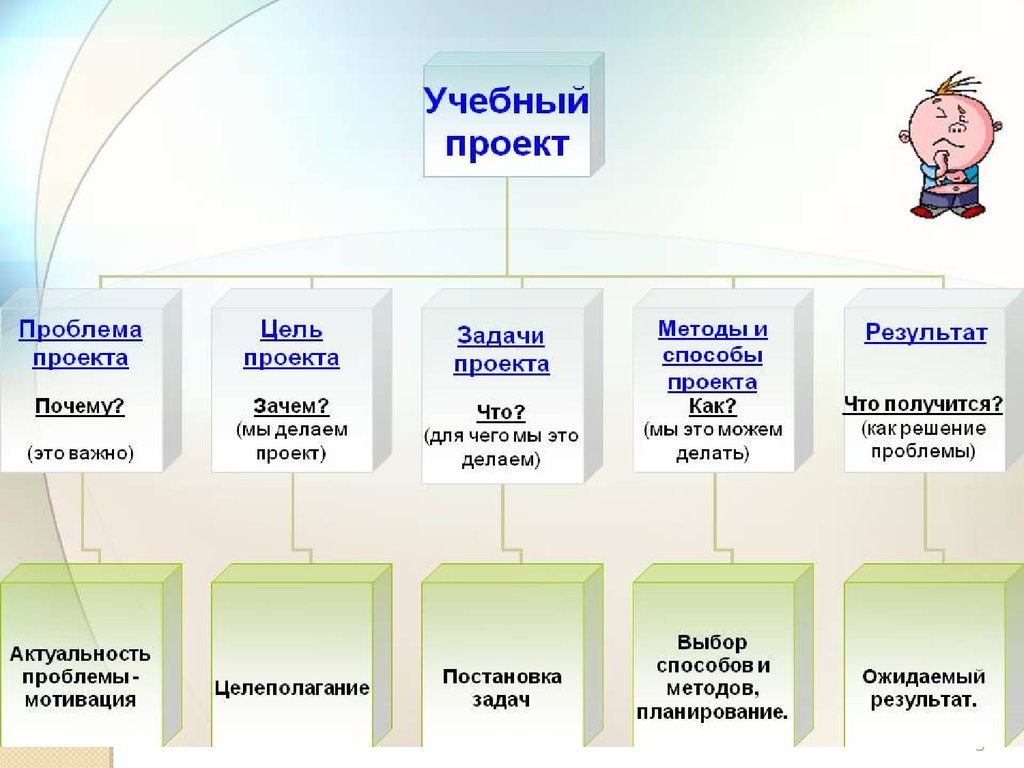 Учебный
проект
Проблема
проекта
Почему?
(это важно)
Цель
проекта
Зачем?
(мы делаем
проект)
Задачи
проекта
Что?
(для чего мы это
делаем)
Методы и
способы
проекта
Как?
(мы это можем
делать)
Результат
Что получится?
(как решение
проблемы)
Актуальность
проблемы -
мотивация
Целеполагание
Постановка
задач
Выбор
способов и
методов,
планирование.
Ожидаемый
результат.